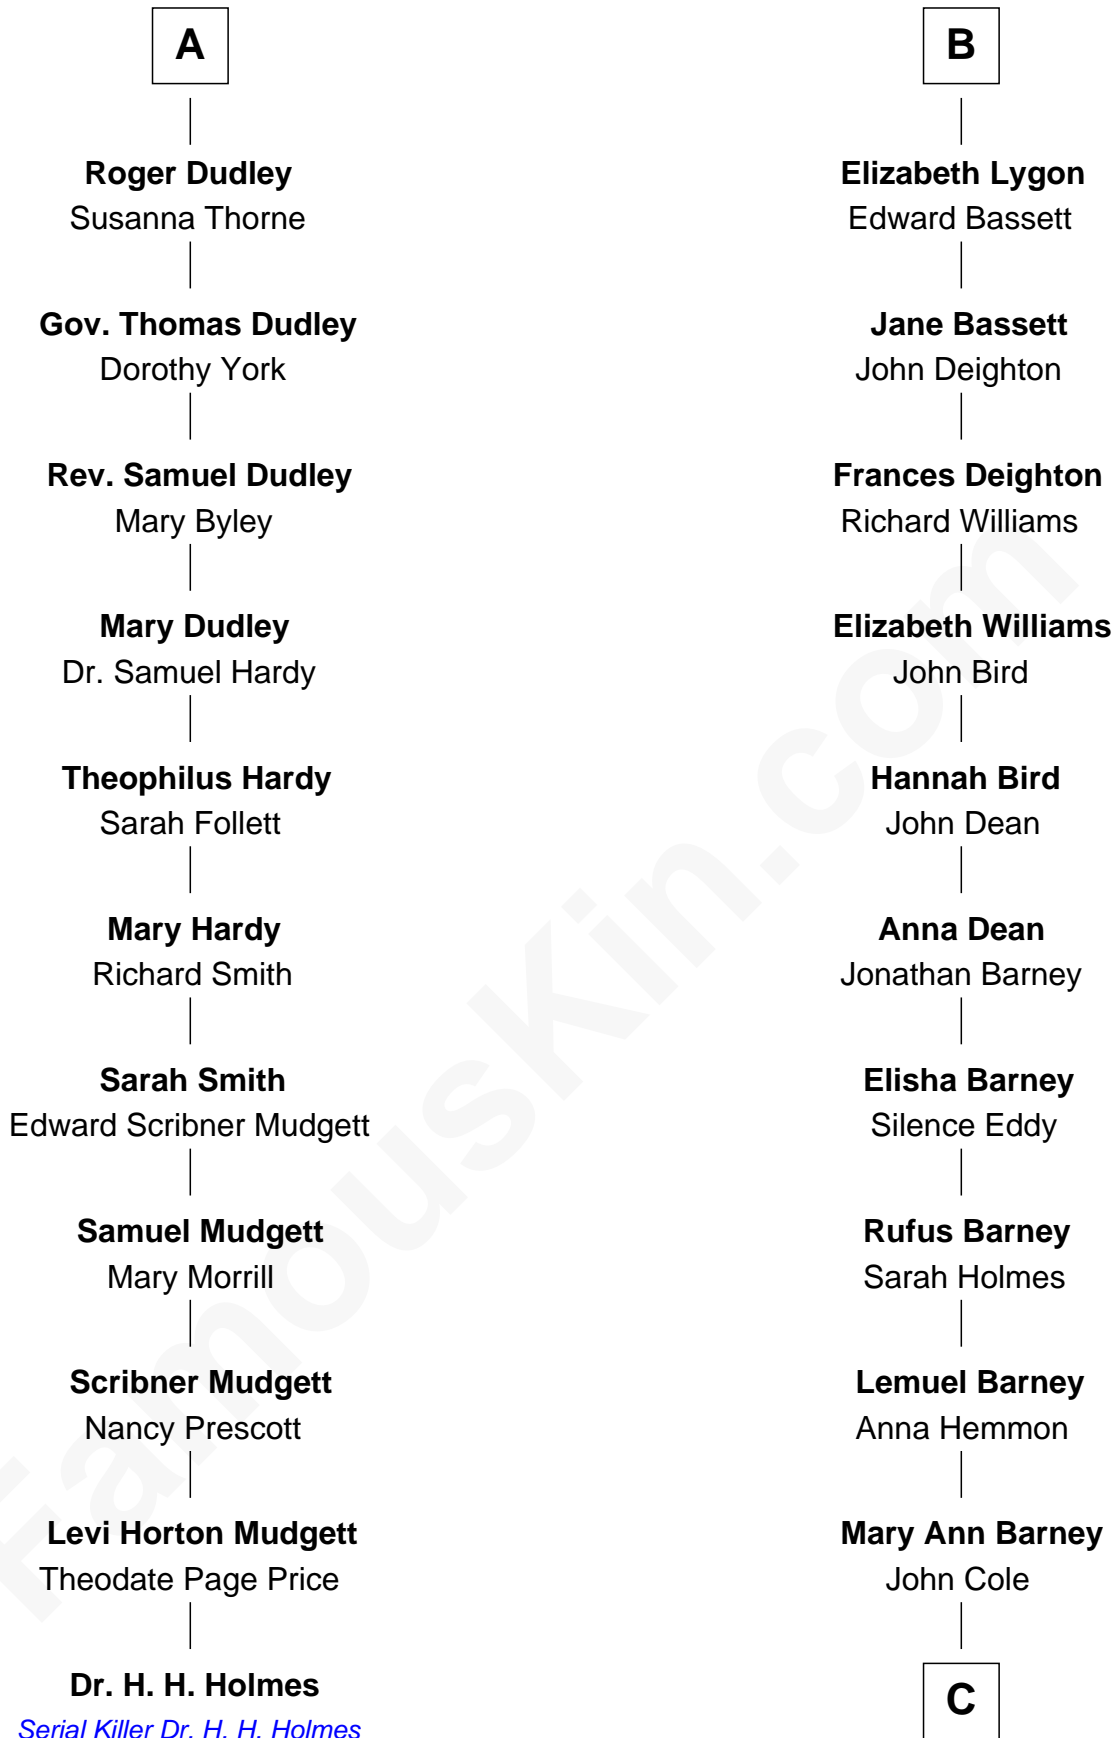 A
Roger Dudley
Susanna Thorne
Gov. Thomas Dudley
Dorothy York
Rev. Samuel Dudley
Mary Byley
Mary Dudley
Dr. Samuel Hardy
Theophilus Hardy
Sarah Follett
Mary Hardy
Richard Smith
Sarah Smith
Edward Scribner Mudgett
Samuel Mudgett
Mary Morrill
Scribner Mudgett
Nancy Prescott
Levi Horton Mudgett
Theodate Page Price
Dr. H. H. Holmes
Serial Killer Dr. H. H. Holmes
B
Elizabeth Lygon
Edward Bassett
Jane Bassett
John Deighton
Frances Deighton
Richard Williams
Elizabeth Williams
John Bird
Hannah Bird
John Dean
Anna Dean
Jonathan Barney
Elisha Barney
Silence Eddy
Rufus Barney
Sarah Holmes
Lemuel Barney
Anna Hemmon
Mary Ann Barney
John Cole
C
FamousKin.com